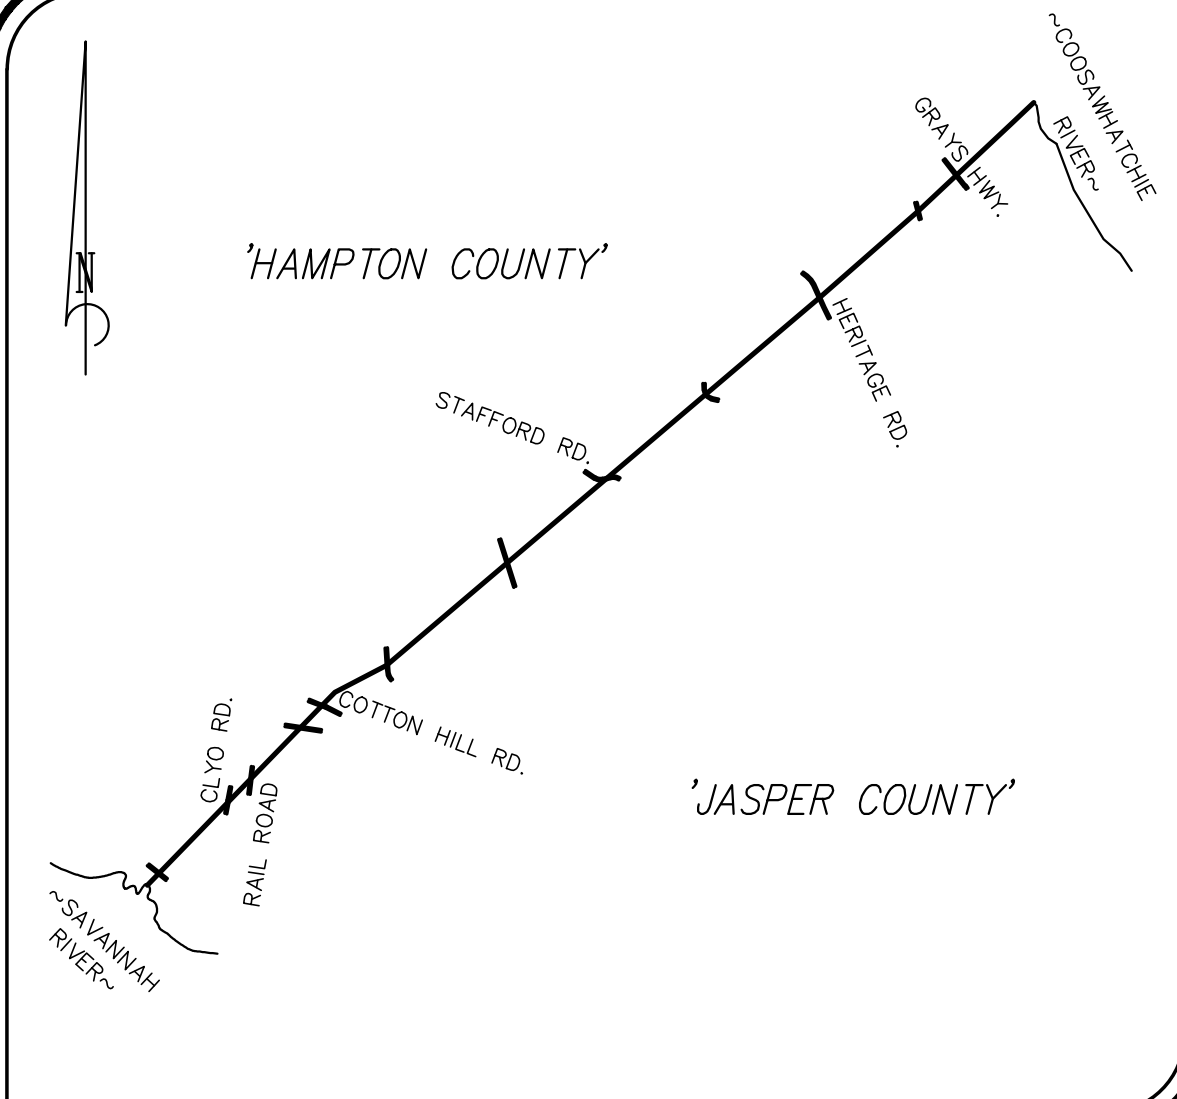 ~COOSAWHATCHIE
RIVER~
GRAYS HWY.
N
'HAMPTON COUNTY'
HERITAGE RD.
STAFFORD RD.
COTTON HILL RD.
CLYO RD.
RAIL ROAD
'JASPER COUNTY'
~SAVANNAH
RIVER~